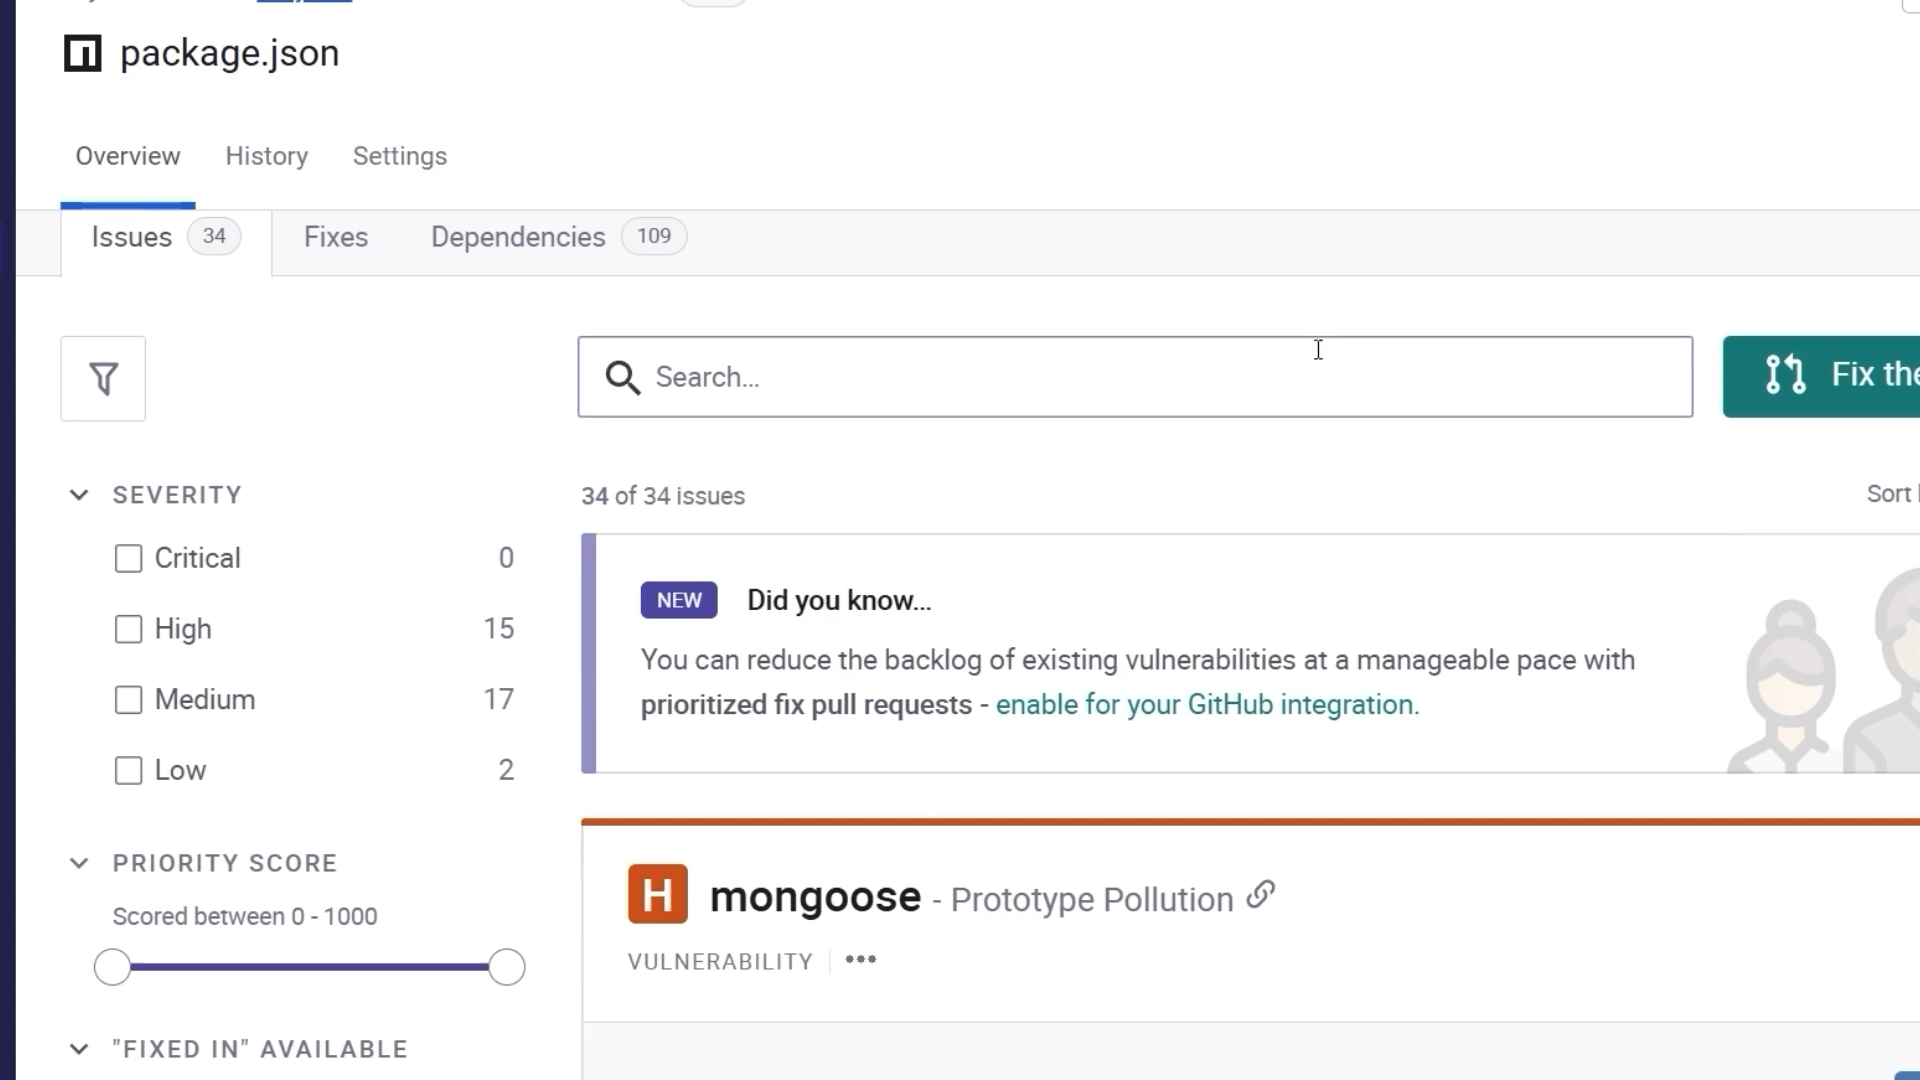 package.json
Overview History Settings
Issues 34 Fixes Dependencies 109
Search...
Fix the
SEVERITY
34 of 34 issues
Sort
Critical 0
High 15
Medium 17
Low 2
NEW Did you know...
You can reduce the backlog of existing vulnerabilities at a manageable pace with
prioritized fix pull requests - enable for your GitHub integration.
PRIORITY SCORE
Scored between 0 - 1000
H mongoose - Prototype Pollution
VULNERABILITY
"FIXED IN" AVAILABLE